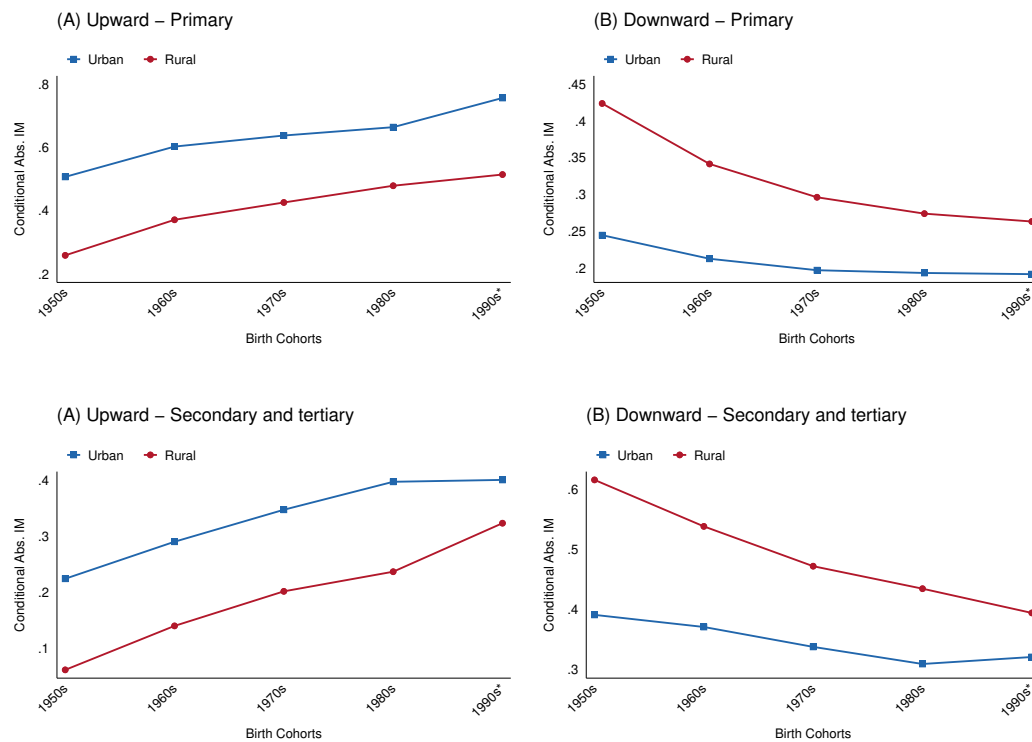 (A) Upward – Primary
Urban Rural
Conditional Abs. IM
.8
.6
.4
.2
1950s 1960s 1970s 1980s 1990s*
Birth Cohorts
(B) Downward – Primary
Urban Rural
Conditional Abs. IM
.45
.4
.35
.3
.25
.2
1950s 1960s 1970s 1980s 1990s*
Birth Cohorts
(A) Upward – Secondary and tertiary
Urban Rural
Conditional Abs. IM
.4
.3
.2
.1
1950s 1960s 1970s 1980s 1990s*
Birth Cohorts
(B) Downward – Secondary and tertiary
Urban Rural
Conditional Abs. IM
.6
.5
.4
.3
1950s 1960s 1970s 1980s 1990s*
Birth Cohorts